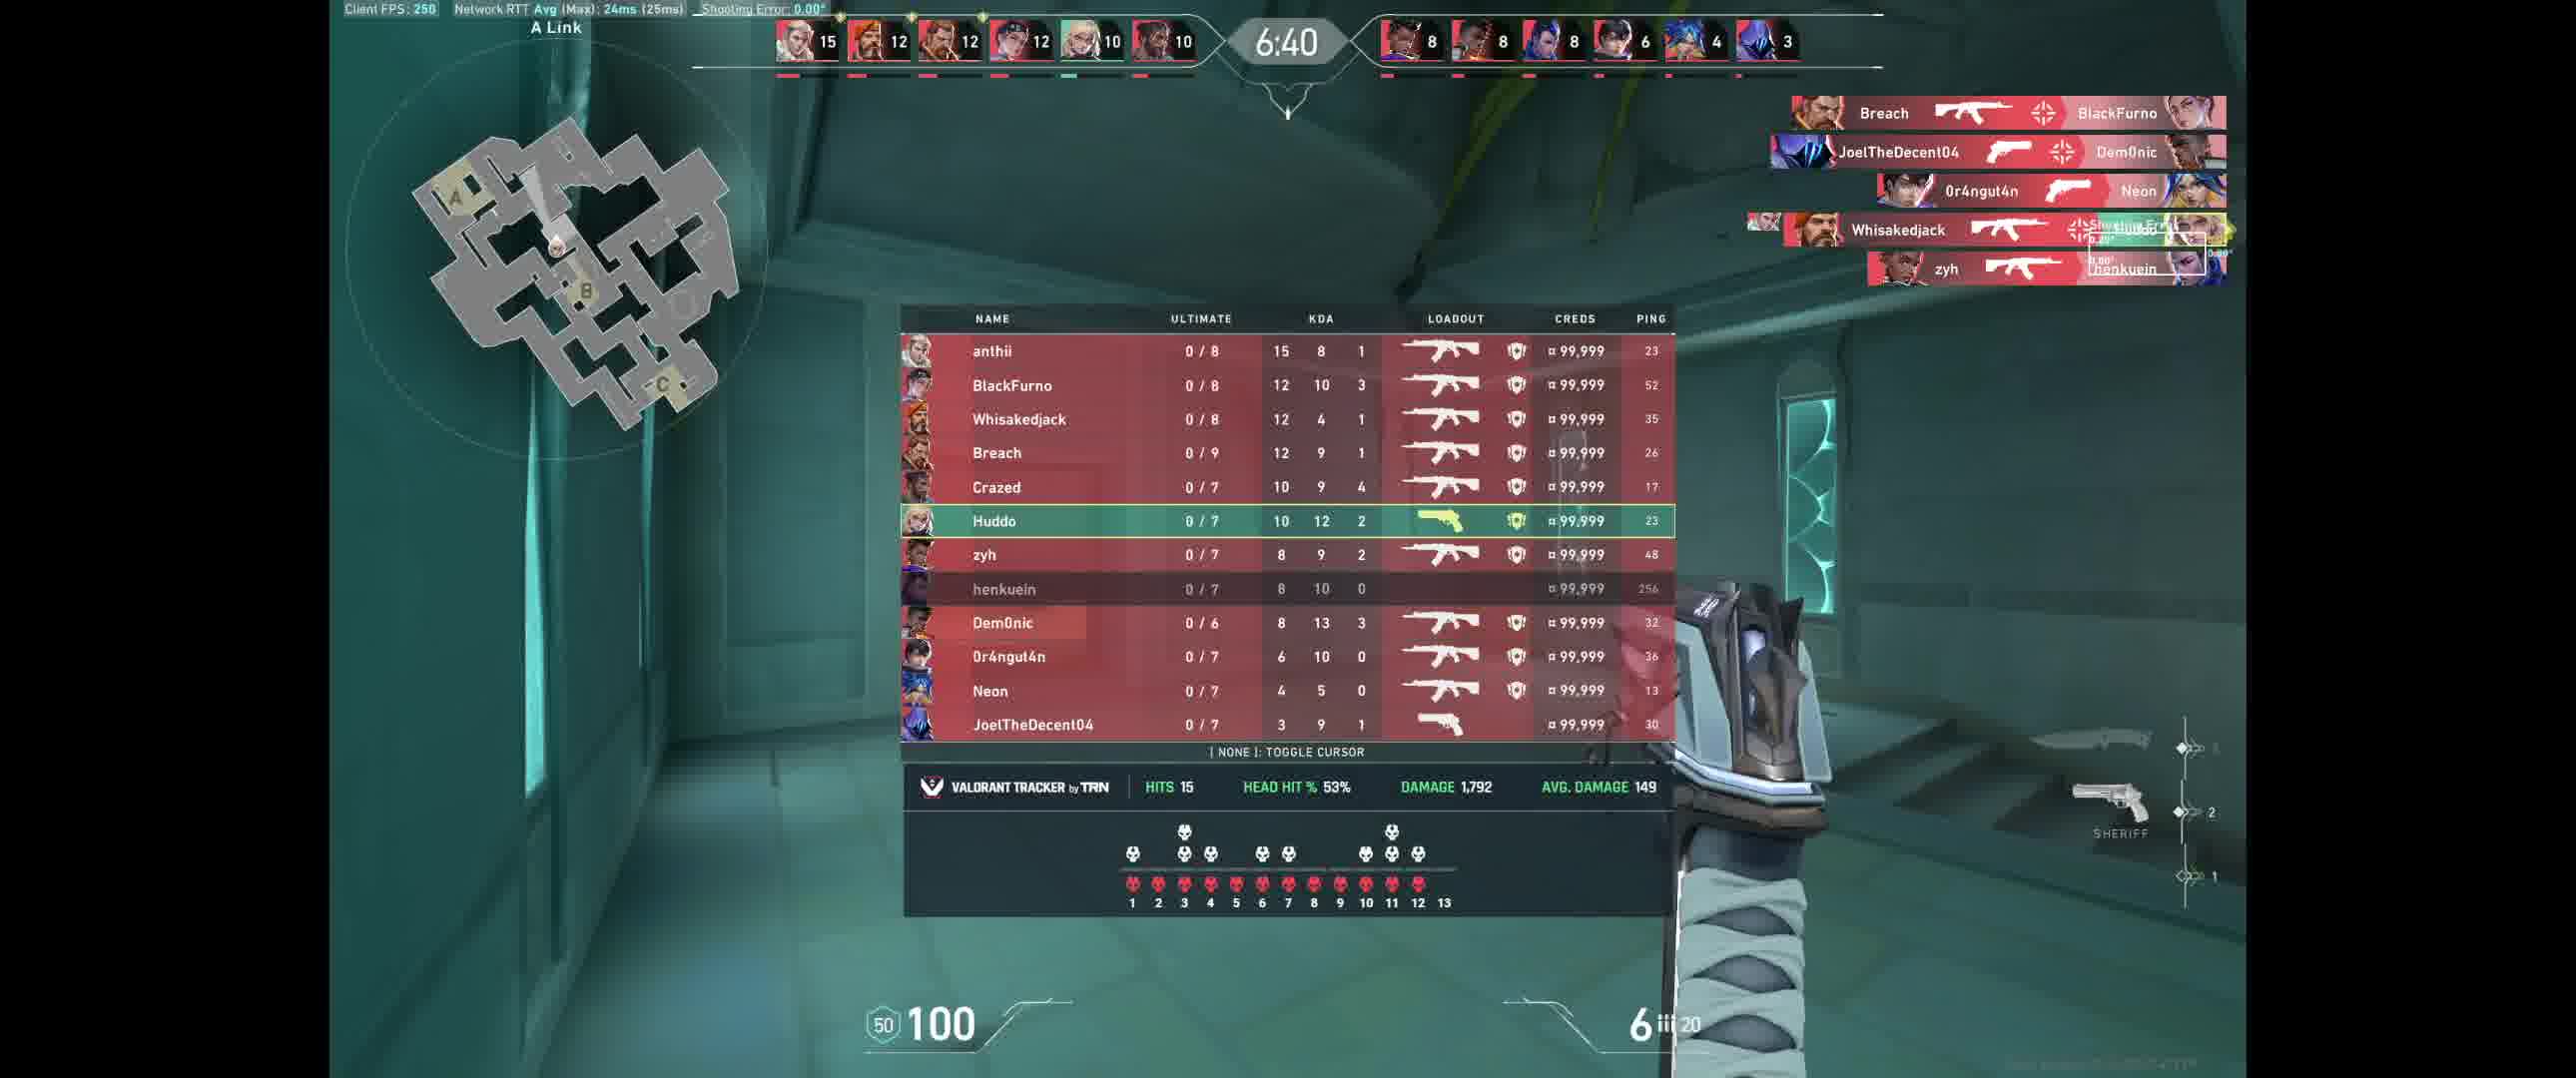 Client FPS: 250 Network RTT Avg (Max): 24ms (25ms) Shooting Error: 0.00°
A Link
15 12 12 12 10 10 6:40 8 8 8 6 4 3
Breach BlackFurno
JoelTheDecent04 Dem0nic
0r4ngut4n Neon
Whisakedjack Huddo
zyh henkuein
A
B
C
NAME ULTIMATE KDA LOADOUT CREDS PING
anthii 0 / 8 15 8 1 ¤ 99,999 23
BlackFurno 0 / 8 12 10 3 ¤ 99,999 52
Whisakedjack 0 / 8 12 4 1 ¤ 99,999 35
Breach 0 / 9 12 9 1 ¤ 99,999 26
Crazed 0 / 7 10 9 4 ¤ 99,999 17
Huddo 0 / 7 10 12 2 ¤ 99,999 23
zyh 0 / 7 8 9 2 ¤ 99,999 48
henkuein 0 / 7 8 10 0 ¤ 99,999 256
Dem0nic 0 / 6 8 13 3 ¤ 99,999 32
0r4ngut4n 0 / 7 6 10 0 ¤ 99,999 36
Neon 0 / 7 4 5 0 ¤ 99,999 13
JoelTheDecent04 0 / 7 3 9 1 ¤ 99,999 30
[ NONE ]: TOGGLE CURSOR
VALORANT TRACKER by TRN HITS 15 HEAD HIT % 53% DAMAGE 1,792 AVG. DAMAGE 149
1 2 3 4 5 6 7 8 9 10 11 12 13
2
SHERIFF
1
50 100
6 20